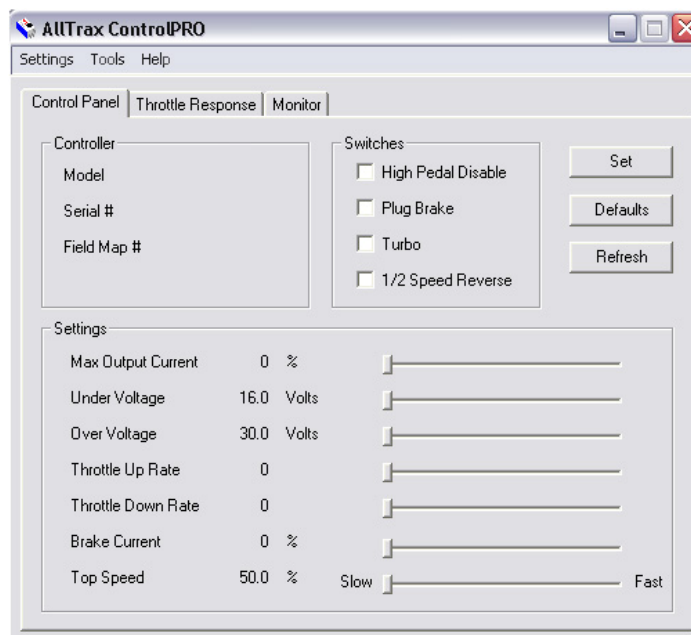 AllTrax ControlPRO
Settings Tools Help
Control Panel Throttle Response Monitor
Controller
Model
Serial #
Field Map #
Switches
High Pedal Disable
Plug Brake
Turbo
1/2 Speed Reverse
Set
Defaults
Refresh
Settings
Max Output Current 0 %
Under Voltage 16.0 Volts
Over Voltage 30.0 Volts
Throttle Up Rate 0
Throttle Down Rate 0
Brake Current 0 %
Top Speed 50.0 % Slow Fast